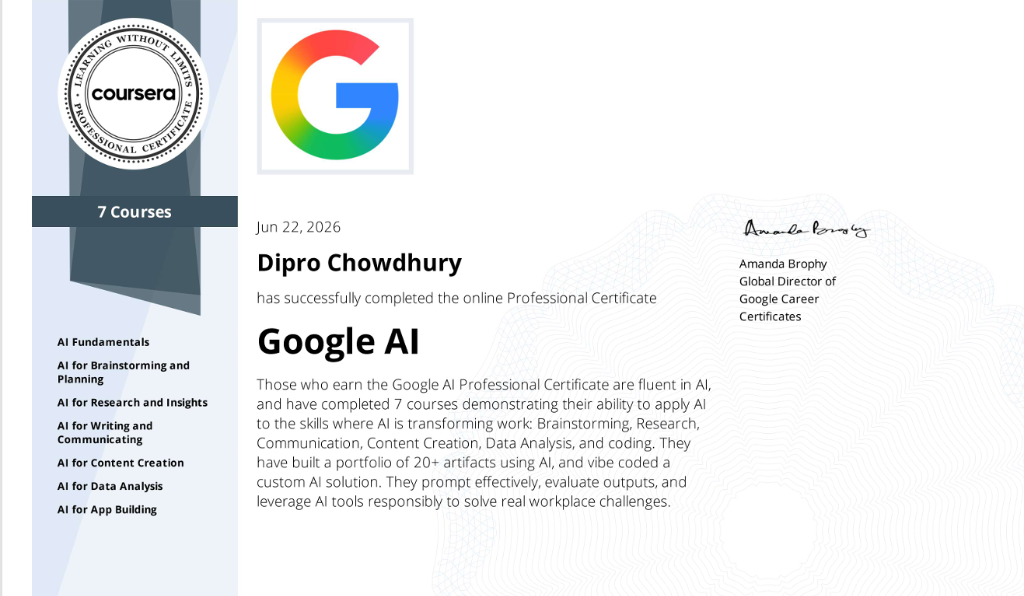 LEARNING WITHOUT LIMITS
coursera
PROFESSIONAL CERTIFICATE
7 Courses
AI Fundamentals
AI for Brainstorming and
Planning
AI for Research and Insights
AI for Writing and
Communicating
AI for Content Creation
AI for Data Analysis
AI for App Building
G
Jun 22, 2026
Dipro Chowdhury
has successfully completed the online Professional Certificate
Google AI
Those who earn the Google AI Professional Certificate are fluent in AI,
and have completed 7 courses demonstrating their ability to apply AI
to the skills where AI is transforming work: Brainstorming, Research,
Communication, Content Creation, Data Analysis, and coding. They
have built a portfolio of 20+ artifacts using AI, and vibe coded a
custom AI solution. They prompt effectively, evaluate outputs, and
leverage AI tools responsibly to solve real workplace challenges.
Amanda Brophy
Amanda Brophy
Global Director of
Google Career
Certificates